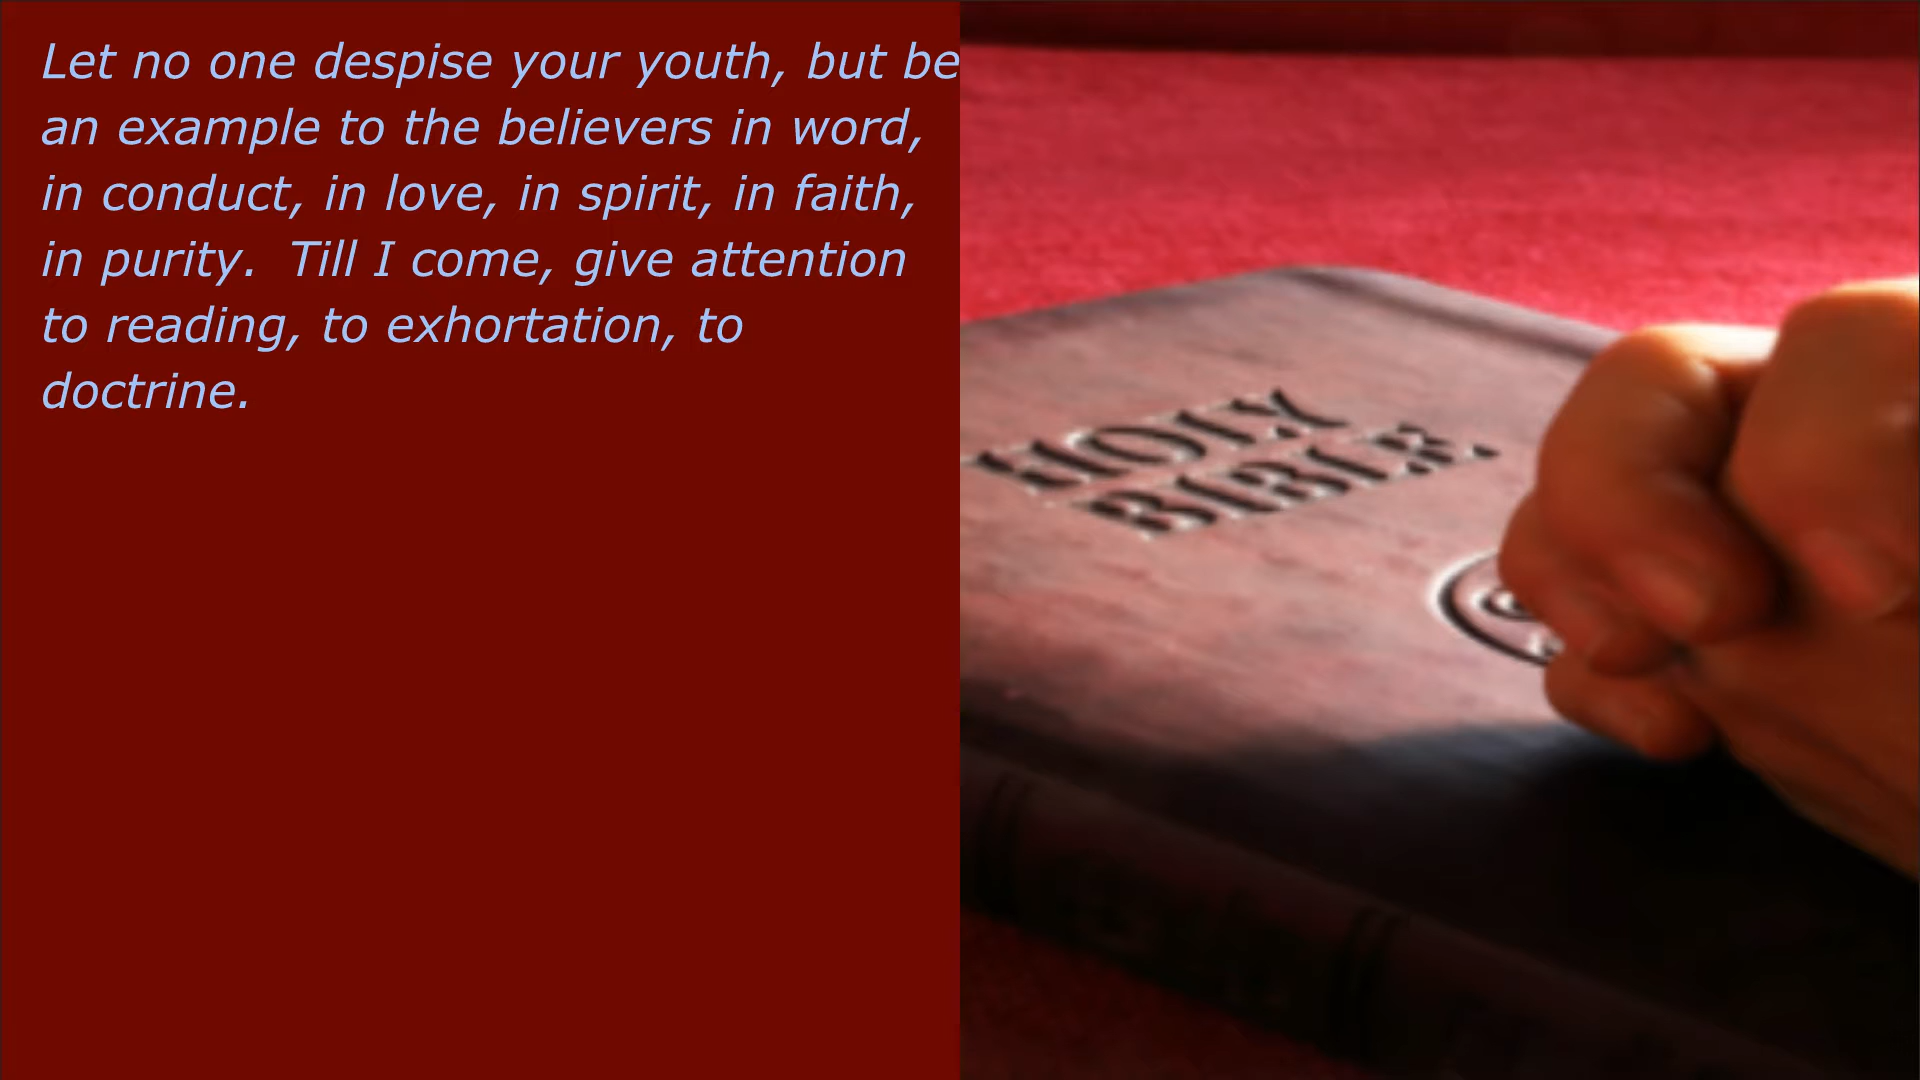 Let no one despise your youth, but be
an example to the believers in word,
in conduct, in love, in spirit, in faith,
in purity.  Till I come, give attention
to reading, to exhortation, to
doctrine.
HOLY
BIBLE